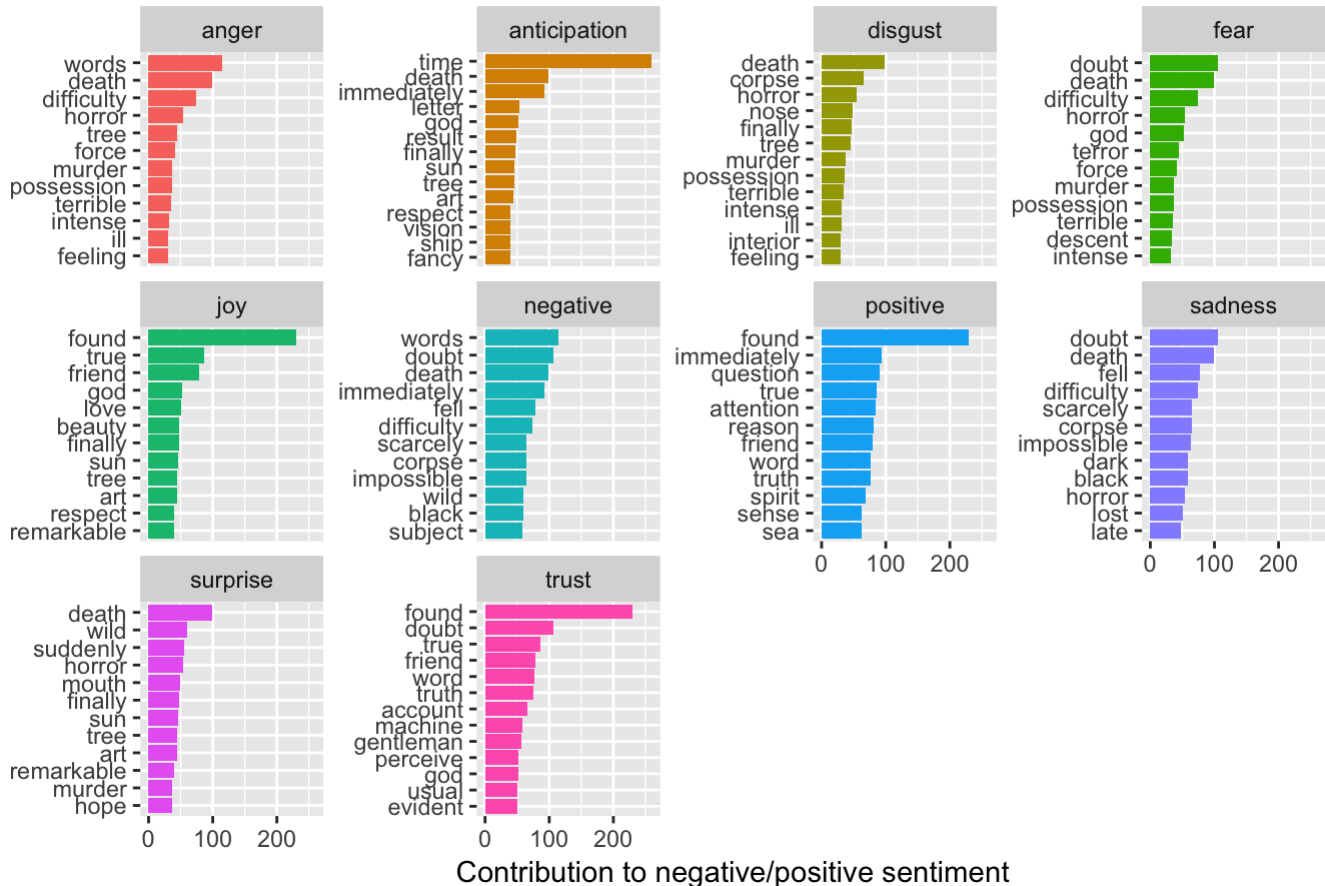 anger
words
death
difficulty
horror
tree
force
murder
possession
terrible
intense
ill
feeling
anticipation
time
death
immediately
letter
god
result
finally
sun
tree
art
respect
vision
ship
fancy
disgust
death
corpse
horror
nose
finally
tree
murder
possession
terrible
intense
ill
interior
feeling
fear
doubt
death
difficulty
horror
god
terror
force
murder
possession
terrible
descent
intense
joy
found
true
friend
god
love
beauty
finally
sun
tree
art
respect
remarkable
negative
words
doubt
death
immediately
fell
difficulty
scarcely
corpse
impossible
wild
black
subject
positive
found
immediately
question
true
attention
reason
friend
word
truth
spirit
sense
sea
0 100 200
sadness
doubt
death
fell
difficulty
scarcely
corpse
impossible
dark
black
horror
lost
late
0 100 200
surprise
death
wild
suddenly
horror
mouth
finally
sun
tree
art
remarkable
murder
hope
0 100 200
trust
found
doubt
true
friend
word
truth
account
machine
gentleman
perceive
god
usual
evident
0 100 200
Contribution to negative/positive sentiment